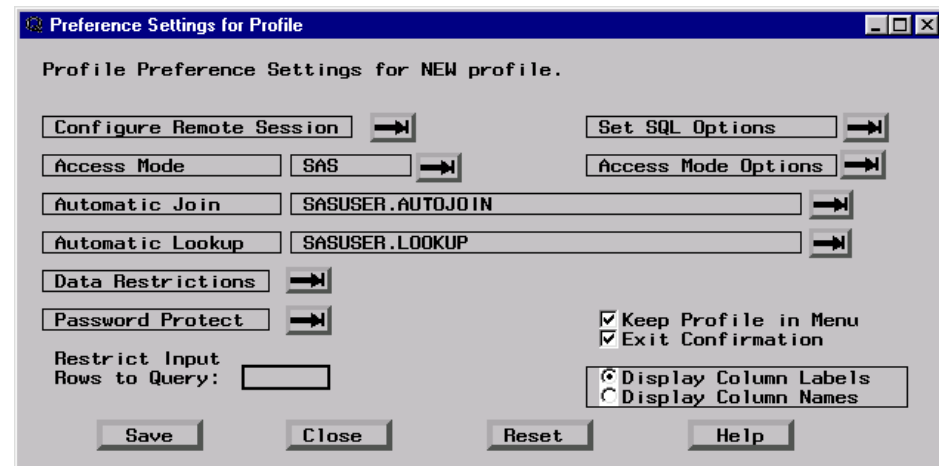 Preference Settings for Profile
Profile Preference Settings for NEW profile.
Configure Remote Session
Set SQL Options
Access Mode
SAS
Access Mode Options
Automatic Join
SASUSER.AUTOJOIN
Automatic Lookup
SASUSER.LOOKUP
Data Restrictions
Password Protect
Keep Profile in Menu
Exit Confirmation
Restrict Input
Rows to Query:
Display Column Labels
Display Column Names
Save
Close
Reset
Help